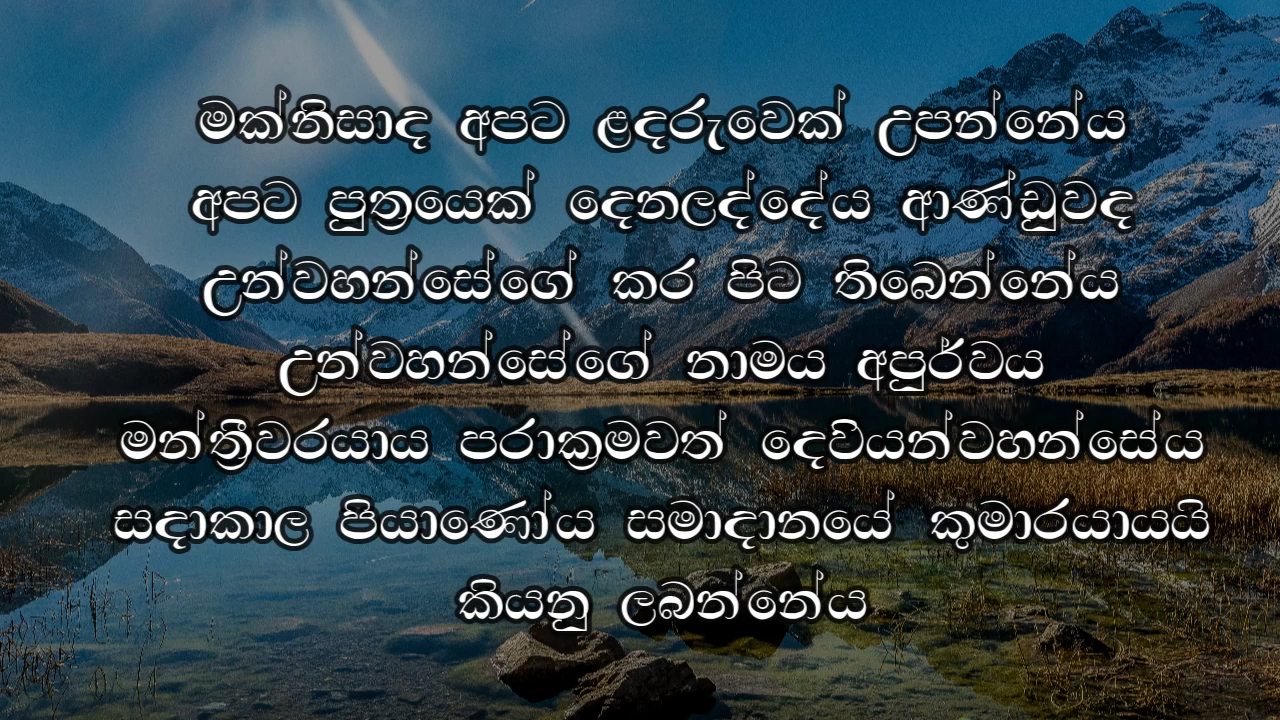 මක්නිසාද අපට ළදරුවෙක් උපන්නේය
අපට පුත්‍රයෙක් දෙනලද්දේය ආණ්ඩුවද
උන්වහන්සේගේ කර පිට තිබෙන්නේය
උන්වහන්සේගේ නාමය අපුර්වය
මන්ත්‍රීවරයාය පරාක්‍රමවත් දෙවියන්වහන්සේය
සදාකාල පියාණෝය සමාදානයේ කුමාරයායයි
කියනු ලබන්නේය